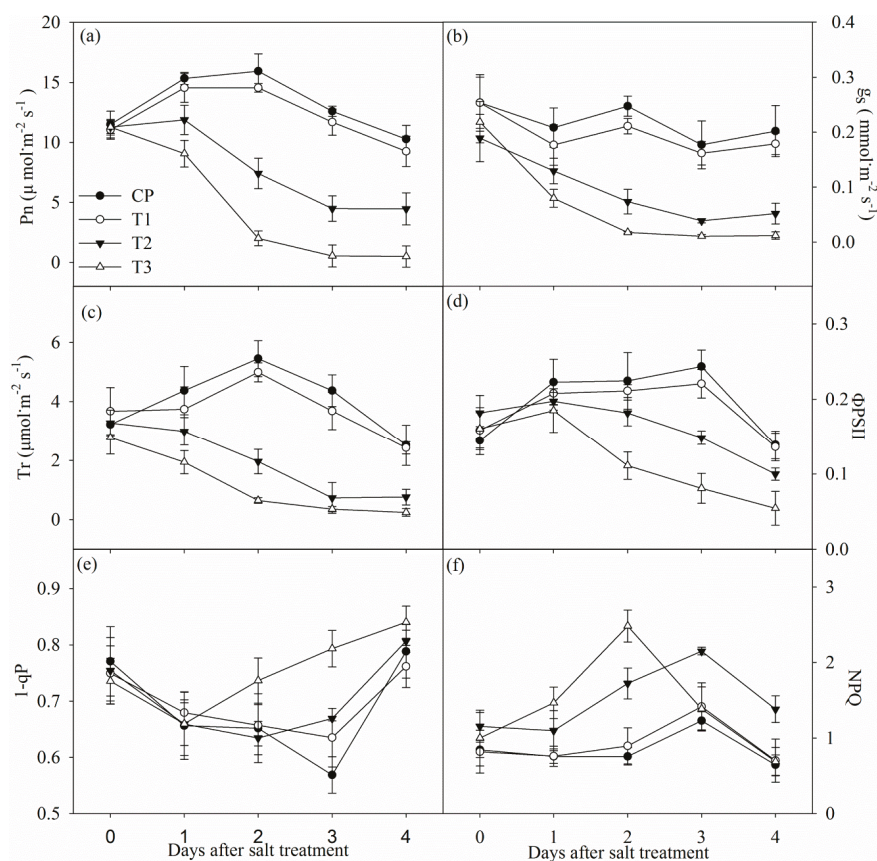 (a)
20
15
10
5
0
Pn (μ mol·m⁻² s⁻¹)
CP
T1
T2
T3
(b)
0.4
0.3
0.2
0.1
0.0
gs ( mmol·m⁻² s⁻¹)
(c)
6
4
2
0
Tr (μmol·m⁻² s⁻¹)
(d)
0.3
0.2
0.1
0.0
ΦPSII
(e)
0.9
0.8
0.7
0.6
0.5
1-qP
0 1 2 3 4
Days after salt treatment
(f)
3
2
1
0
NPQ
0 1 2 3 4
Days after salt treatment